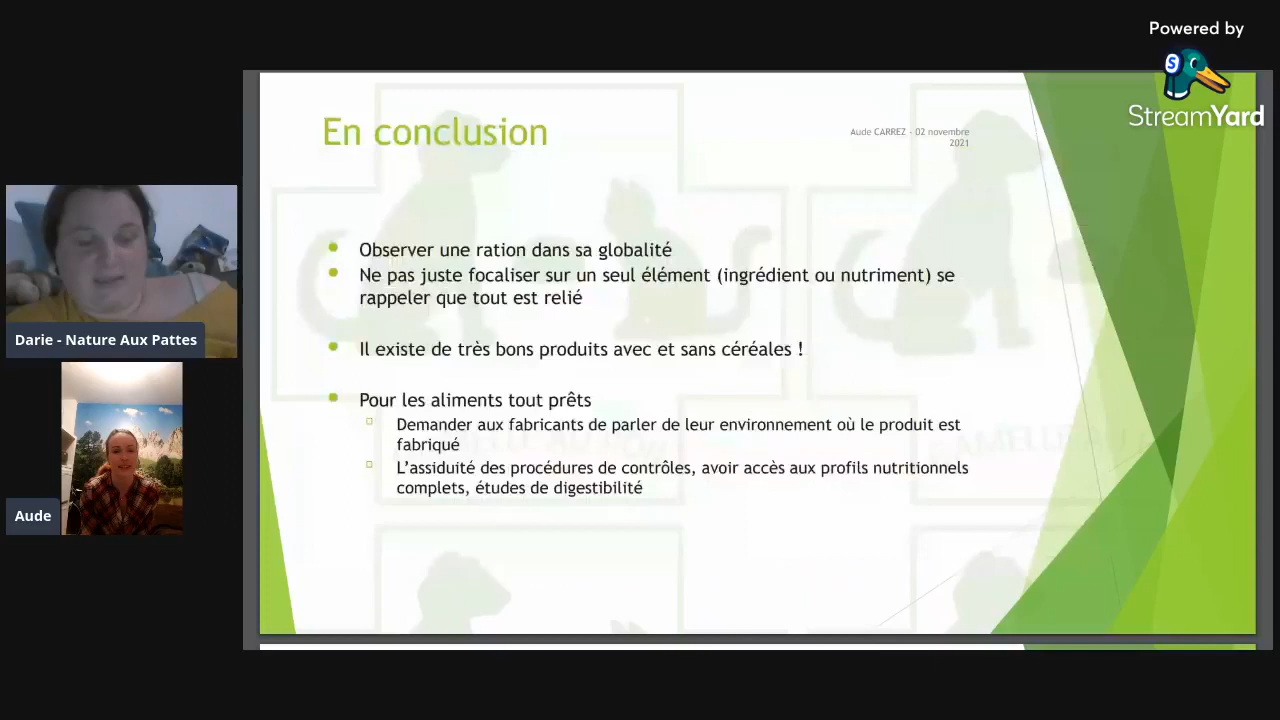 Powered by
StreamYard
En conclusion
Aude CARREZ - 02 novembre
2021
Observer une ration dans sa globalité
Ne pas juste focaliser sur un seul élément (ingrédient ou nutriment) se
rappeler que tout est relié
Il existe de très bons produits avec et sans céréales !
Pour les aliments tout prêts
Demander aux fabricants de parler de leur environnement où le produit est
fabriqué
L'assiduité des procédures de contrôles, avoir accès aux profils nutritionnels
complets, études de digestibilité
Darie - Nature Aux Pattes
Aude